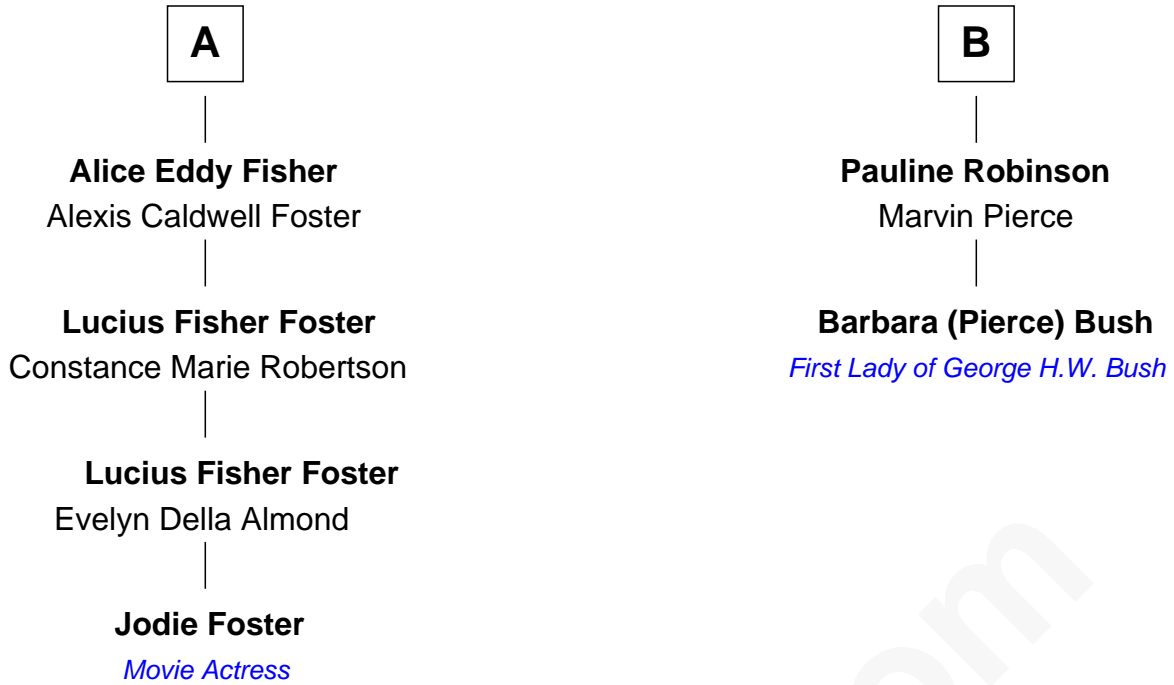 A
Alice Eddy Fisher
Alexis Caldwell Foster
Lucius Fisher Foster
Constance Marie Robertson
Lucius Fisher Foster
Evelyn Della Almond
Jodie Foster
Movie Actress
B
Pauline Robinson
Marvin Pierce
Barbara (Pierce) Bush
First Lady of George H.W. Bush
om